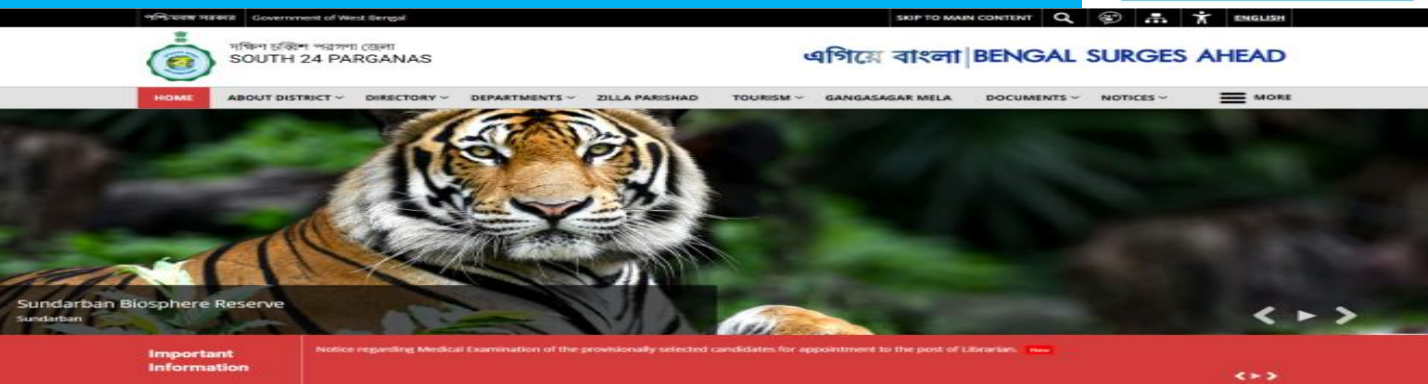 পশ্চিমবঙ্গ সরকার Government of West Bengal SKIP TO MAIN CONTENT ENGLISH
দক্ষিণ চব্বিশ পরগণা জেলা
SOUTH 24 PARGANAS
এগিয়ে বাংলা BENGAL SURGES AHEAD
HOME ABOUT DISTRICT DIRECTORY DEPARTMENTS ZILLA PARISHAD TOURISM GANGASAGAR MELA DOCUMENTS NOTICES MORE
Sundarban Biosphere Reserve
Sundarban
Important
Information
Notice regarding Medical Examination of the provisionally selected candidates for appointment to the post of Librarian. New